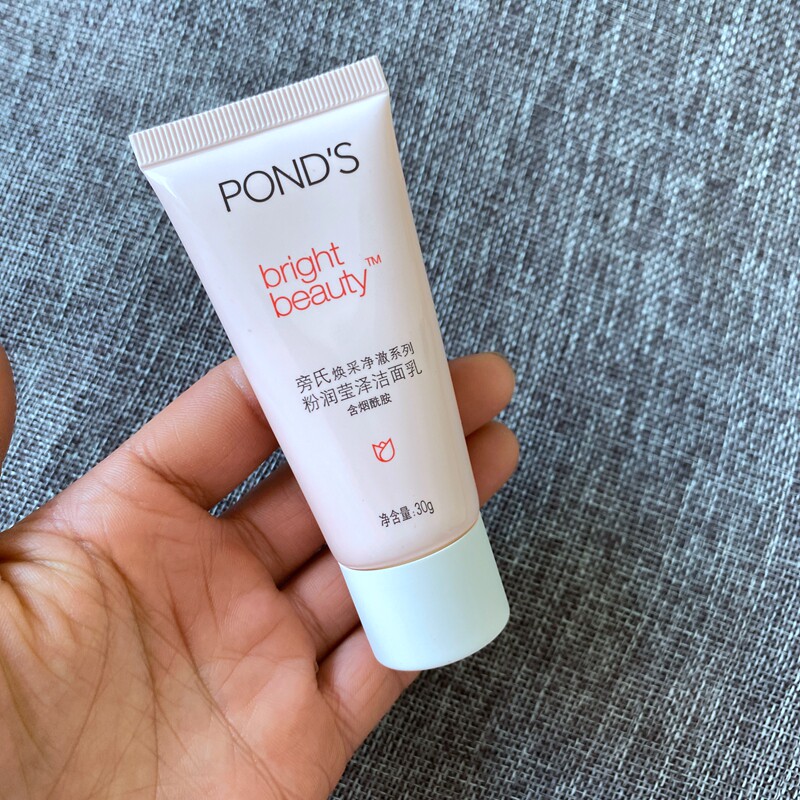 POND'S
bright
beauty™
旁氏焕采净澈系列
粉润莹泽洁面乳
含烟酰胺
净含量:30g